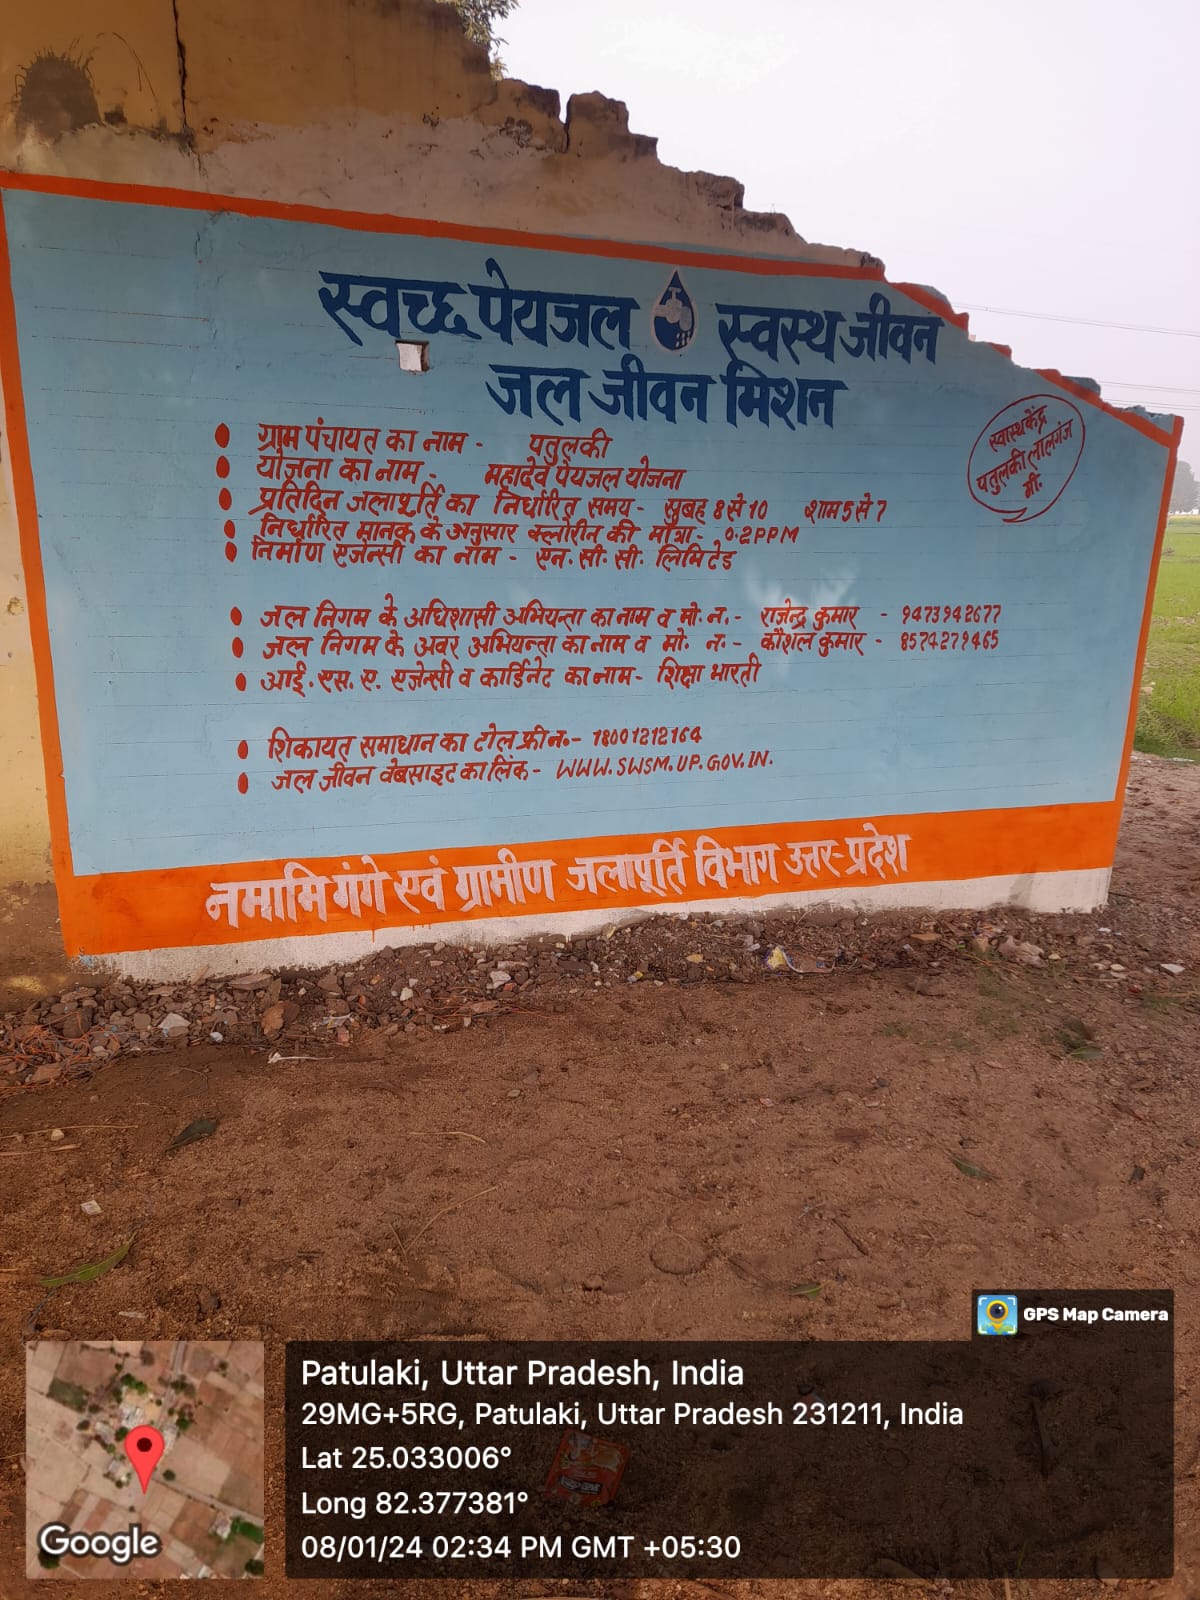 स्वच्छ पेयजल स्वस्थ जीवन
जल जीवन मिशन
स्वास्थकेंद्र
पतुलकी लालगंज
मी.
ग्राम पंचायत का नाम - पतुलकी
योजना का नाम - महादेव पेयजल योजना
प्रतिदिन जलापूर्ति का निर्धारित समय - सुबह 8 से 10 शाम 5 से 7
निर्धारित मानक के अनुसार क्लोरीन की मात्रा - 0.2PPM
निर्माण एजेन्सी का नाम - एन. सी. सी. लिमिटेड
जल निगम के अधिशासी अभियन्ता का नाम व मो. न. - राजेन्द्र कुमार - 9473942677
जल निगम के अवर अभियन्ता का नाम व मो. न. - कौशल कुमार - 8574279465
आई. एस. ए. एजेन्सी व कार्डिनेट का नाम - शिक्षा भारती
शिकायत समाधान का टोल फ्री न. - 18001212164
जल जीवन वेबसाइट का लिंक - WWW.SWSM.UP.GOV.IN.
नमामि गंगे एवं ग्रामीण जलापूर्ति विभाग उत्तर-प्रदेश
GPS Map Camera
Patulaki, Uttar Pradesh, India
29MG+5RG, Patulaki, Uttar Pradesh 231211, India
Lat 25.033006°
Long 82.377381°
08/01/24 02:34 PM GMT +05:30
Google